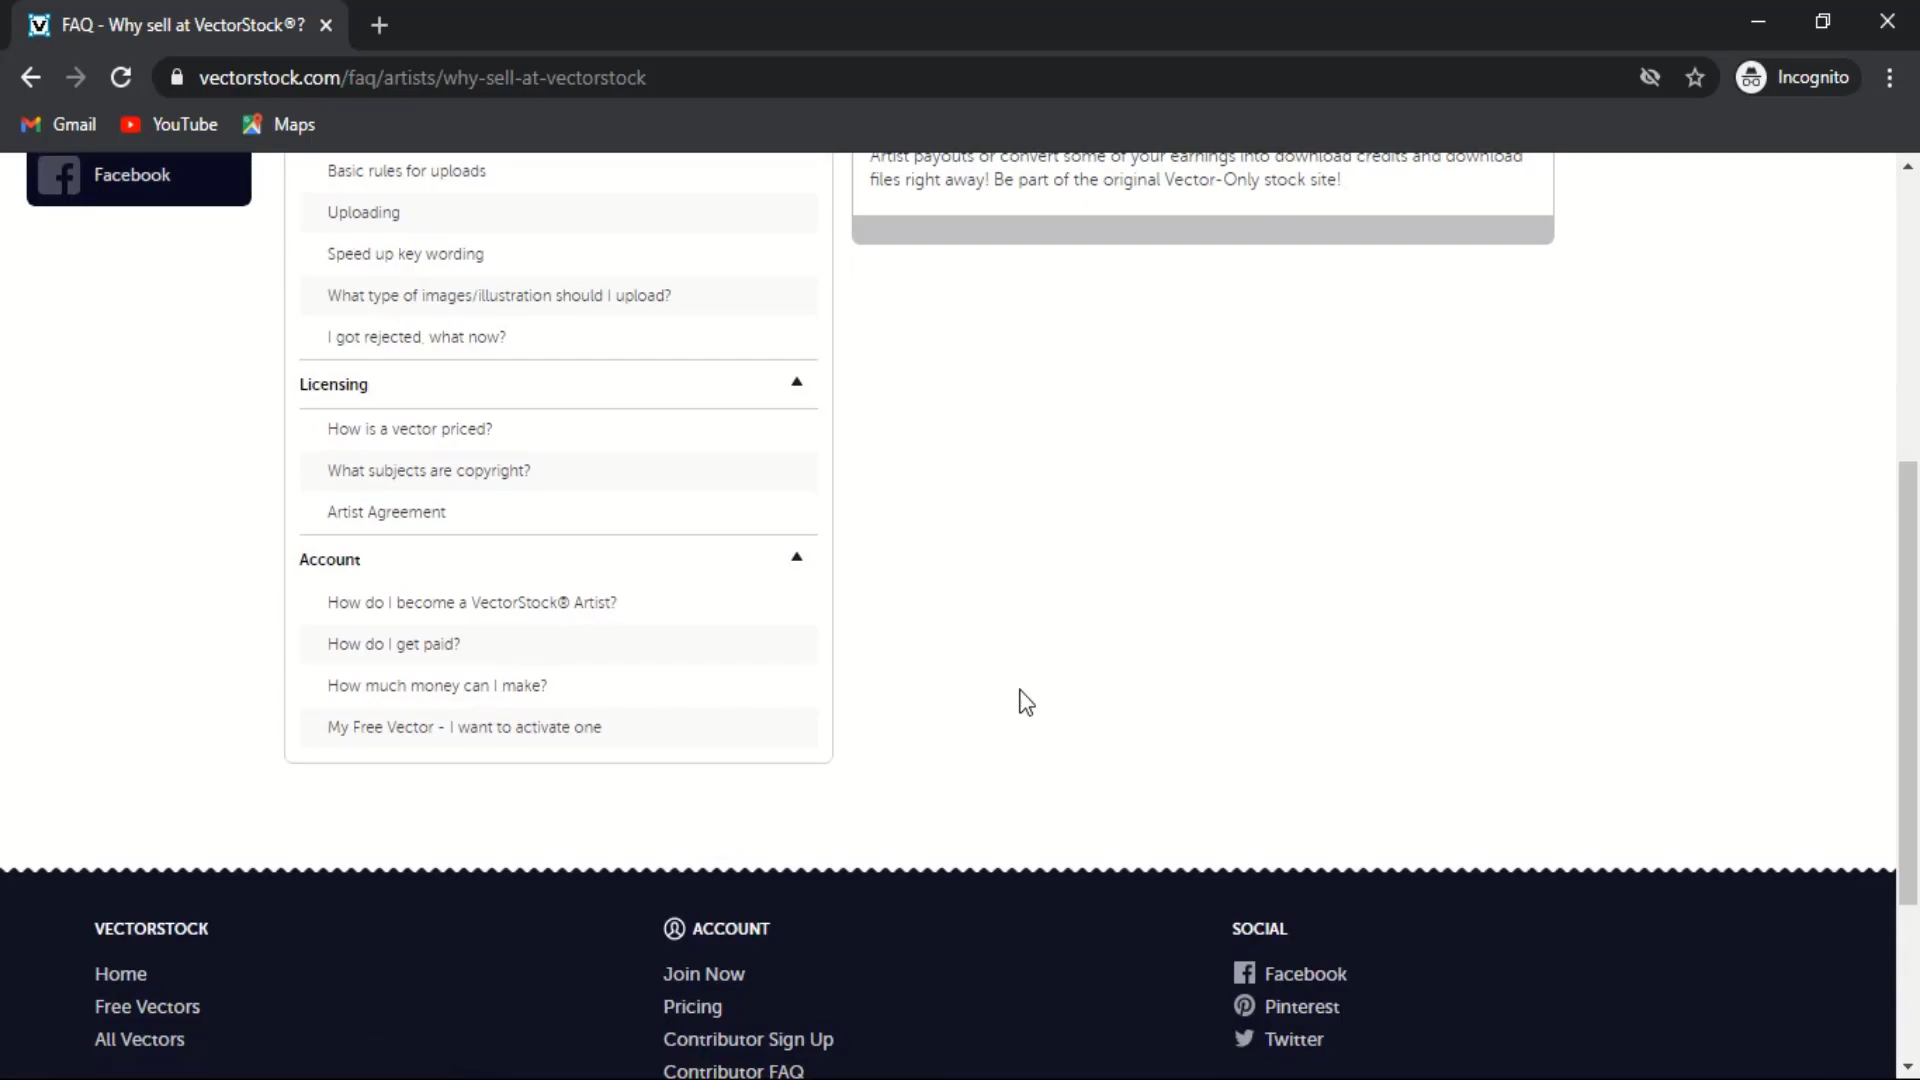 FAQ - Why sell at VectorStock®?
vectorstock.com/faq/artists/why-sell-at-vectorstock
Incognito
Gmail
YouTube
Maps
Facebook
Basic rules for uploads
Uploading
Speed up key wording
What type of images/illustration should I upload?
I got rejected, what now?
Licensing
How is a vector priced?
What subjects are copyright?
Artist Agreement
Account
How do I become a VectorStock® Artist?
How do I get paid?
How much money can I make?
My Free Vector - I want to activate one
Artist payouts or convert some of your earnings into download credits and download
files right away! Be part of the original Vector-Only stock site!
VECTORSTOCK
Home
Free Vectors
All Vectors
ACCOUNT
Join Now
Pricing
Contributor Sign Up
Contributor FAQ
SOCIAL
Facebook
Pinterest
Twitter